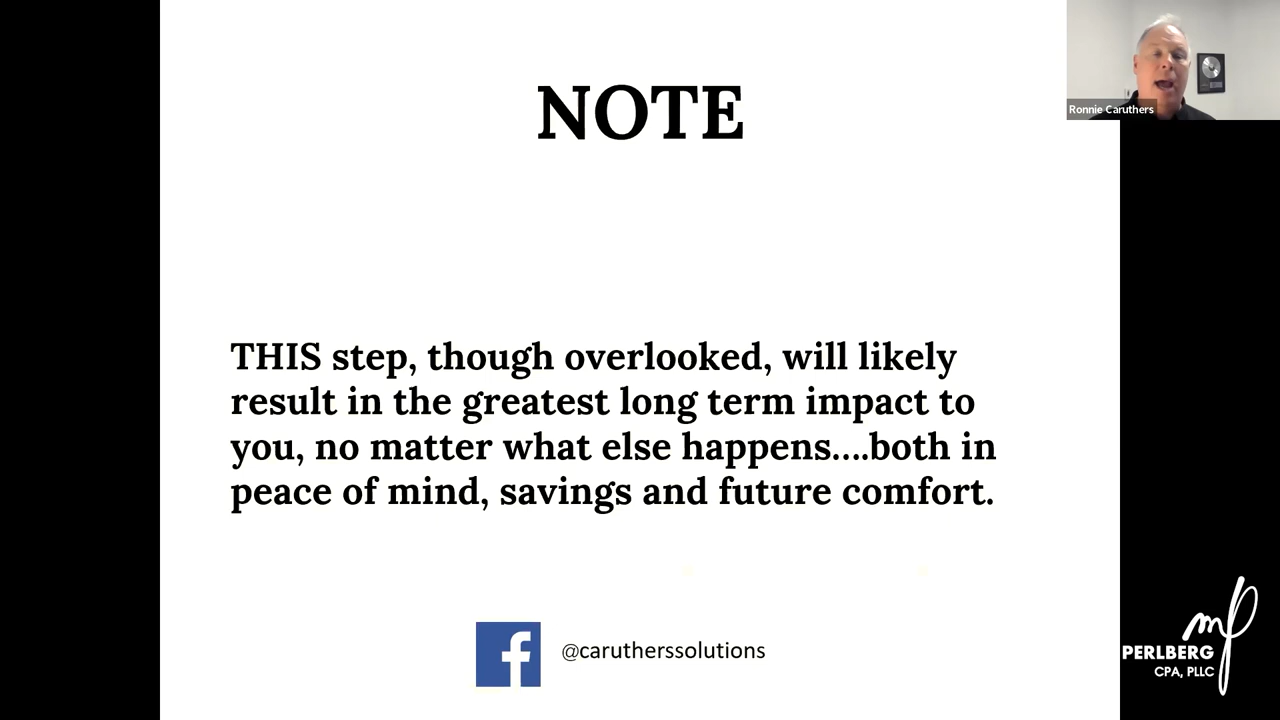 NOTE
Ronnie Caruthers
THIS step, though overlooked, will likely
result in the greatest long term impact to
you, no matter what else happens....both in
peace of mind, savings and future comfort.
@carutherssolutions
mp
PERLBERG
CPA, PLLC